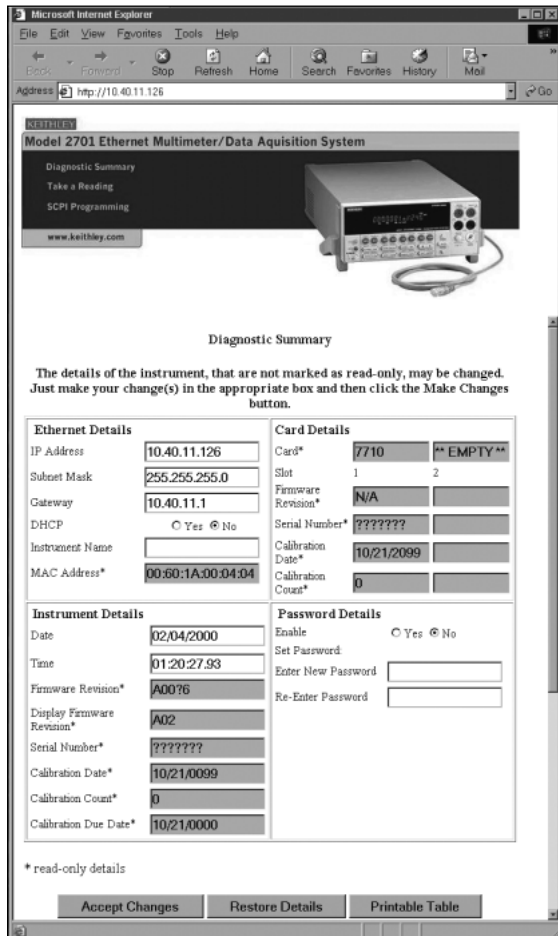 Microsoft Internet Explorer
File Edit View Favorites Tools Help
Back Forward Stop Refresh Home Search Favorites History Mail
Address http://10.40.11.126 Go
KEITHLEY
Model 2701 Ethernet Multimeter/Data Aquisition System
Diagnostic Summary
Take a Reading
SCPI Programming
www.keithley.com
Diagnostic Summary
The details of the instrument, that are not marked as read-only, may be changed.
Just make your change(s) in the appropriate box and then click the Make Changes
button.
Ethernet Details
IP Address 10.40.11.126
Subnet Mask 255.255.255.0
Gateway 10.40.11.1
DHCP Yes No
Instrument Name
MAC Address* 00:60:1A:00:04:04
Card Details
Card* 7710 ** EMPTY **
Slot 1 2
Firmware
Revision* N/A
Serial Number* ???????
Calibration
Date* 10/21/2099
Calibration
Count* 0
Instrument Details
Date 02/04/2000
Time 01:20:27.93
Firmware Revision* A00?6
Display Firmware
Revision* A02
Serial Number* ???????
Calibration Date* 10/21/0099
Calibration Count* 0
Calibration Due Date* 10/21/0000
Password Details
Enable Yes No
Set Password:
Enter New Password
Re-Enter Password
* read-only details
Accept Changes Restore Details Printable Table